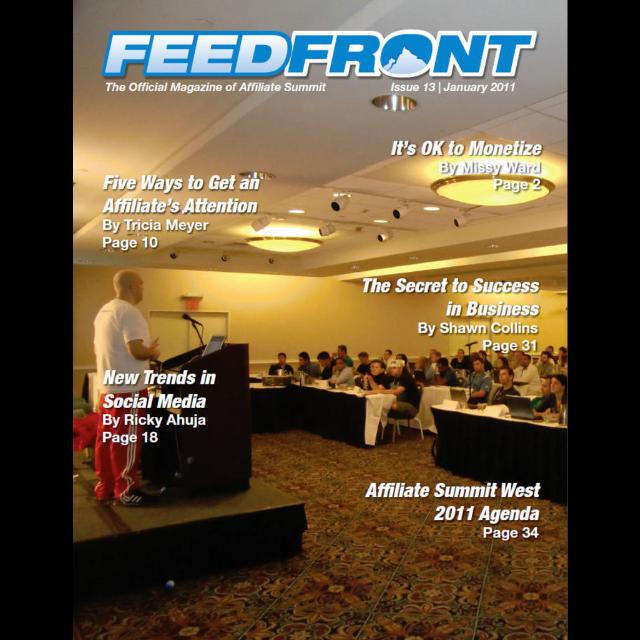 FEEDFRONT
The Official Magazine of Affiliate Summit
Issue 13 | January 2011
It's OK to Monetize
By Missy Ward
Page 2
Five Ways to Get an
Affiliate's Attention
By Tricia Meyer
Page 10
The Secret to Success
in Business
By Shawn Collins
Page 31
New Trends in
Social Media
By Ricky Ahuja
Page 18
Affiliate Summit West
2011 Agenda
Page 34